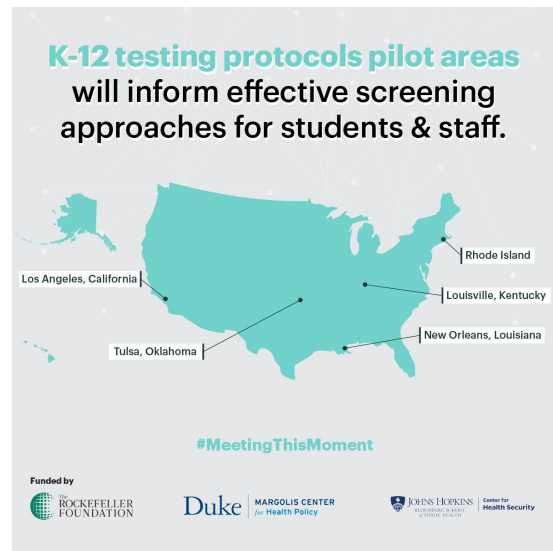 K-12 testing protocols pilot areas
will inform effective screening
approaches for students & staff.
Rhode Island
Los Angeles, California
Louisville, Kentucky
New Orleans, Louisiana
Tulsa, Oklahoma
#MeetingThisMoment
Funded by
The
ROCKEFELLER
FOUNDATION
Duke
MARGOLIS CENTER
for Health Policy
JOHNS HOPKINS
BLOOMBERG SCHOOL
of PUBLIC HEALTH
Center for
Health Security